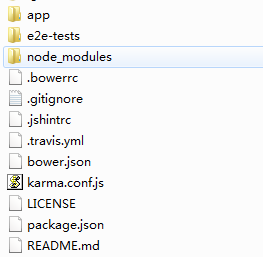 app
e2e-tests
node_modules
.bowerrc
.gitignore
.jshintrc
.travis.yml
bower.json
karma.conf.js
LICENSE
package.json
README.md